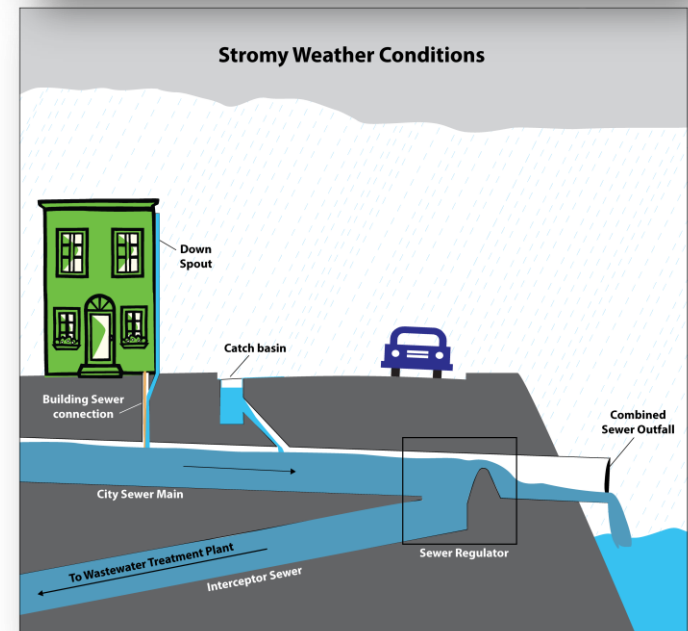 Stromy Weather Conditions
Down
Spout
Catch basin
Building Sewer
connection
Combined
Sewer Outfall
City Sewer Main
Sewer Regulator
To Wastewater Treatment Plant
Interceptor Sewer